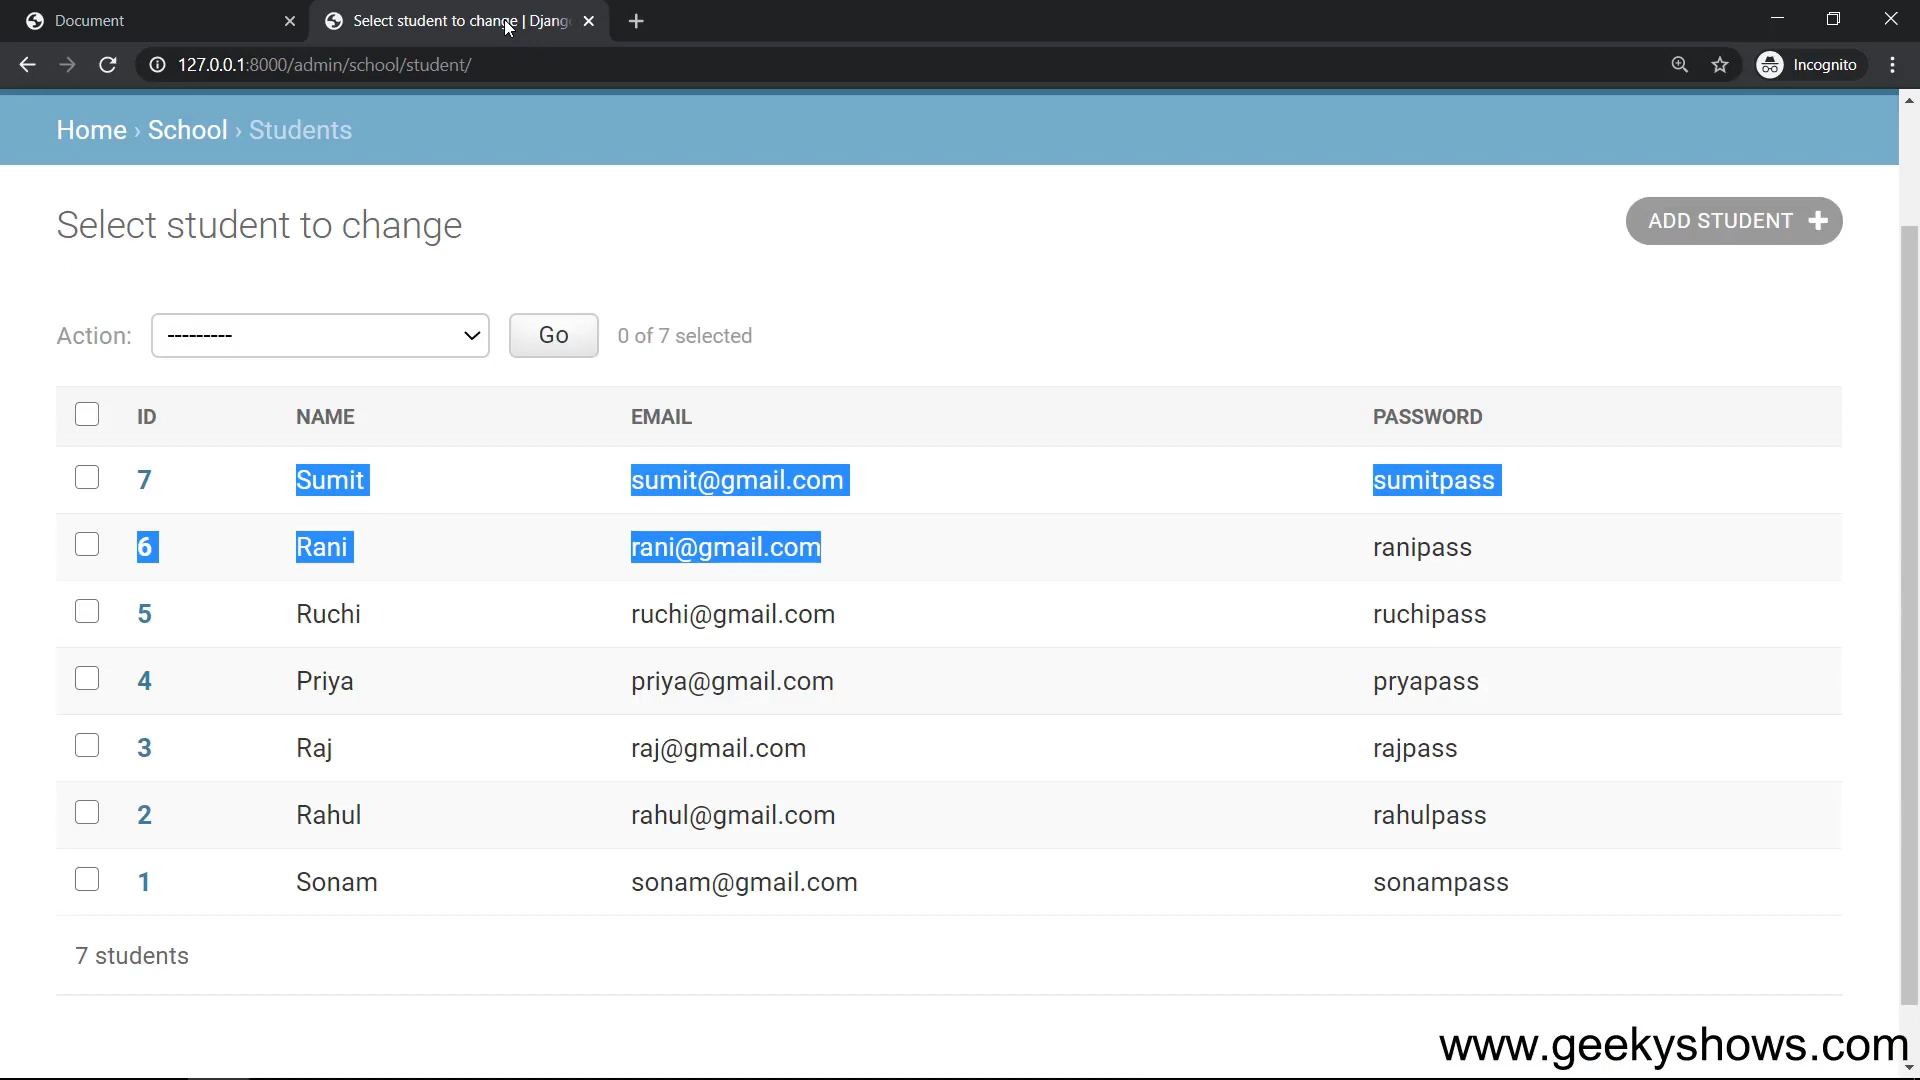 Document
Select student to change | Djang
127.0.0.1:8000/admin/school/student/
Incognito
Home › School › Students
Select student to change
ADD STUDENT +
Action: --------- Go 0 of 7 selected
ID NAME EMAIL PASSWORD
7 Sumit sumit@gmail.com sumitpass
6 Rani rani@gmail.com ranipass
5 Ruchi ruchi@gmail.com ruchipass
4 Priya priya@gmail.com pryapass
3 Raj raj@gmail.com rajpass
2 Rahul rahul@gmail.com rahulpass
1 Sonam sonam@gmail.com sonampass
7 students
www.geekyshows.com